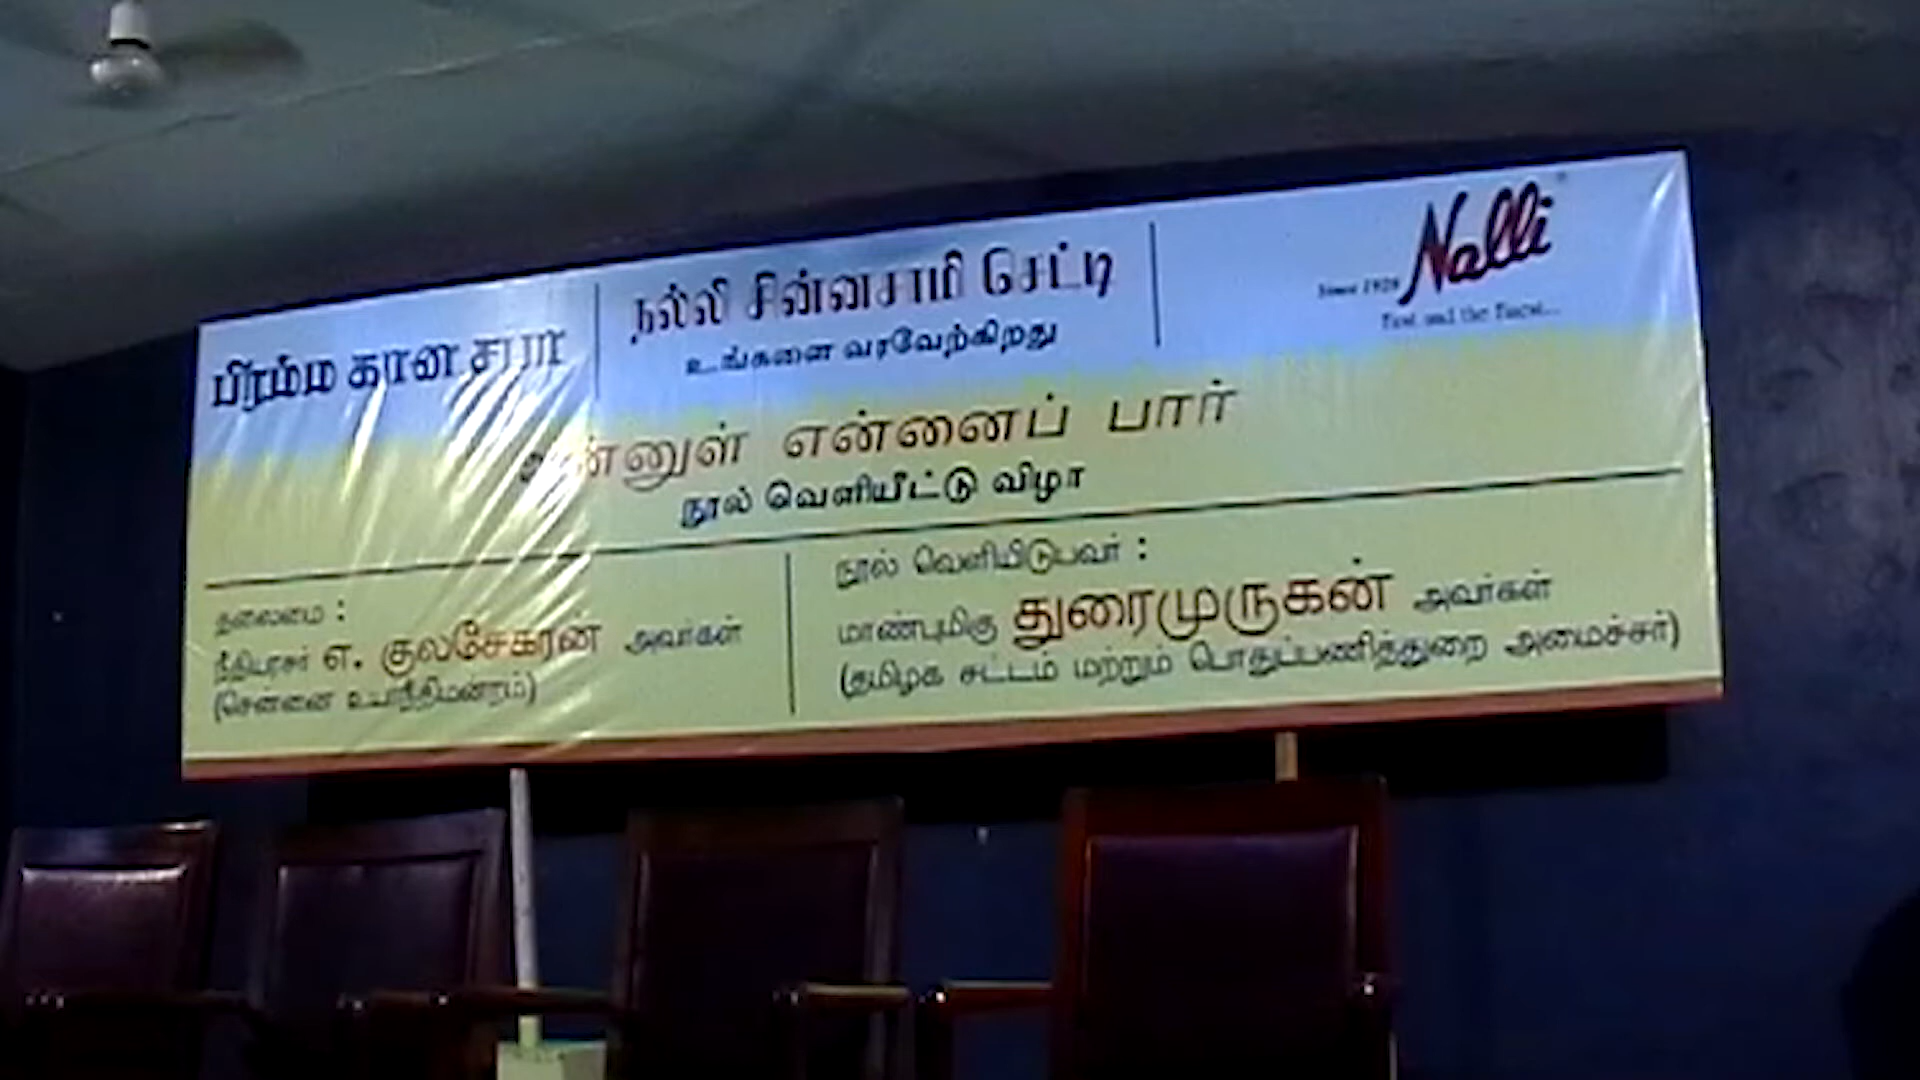 பிரம்ம கான சபா
நல்லி சின்னசாமி செட்டி
உங்களை வரவேற்கிறது
Nalli
Since 1928
உன்னுள் என்னைப் பார்
நூல் வெளியீட்டு விழா
தலைமை :
நீதியரசர் எ. குலசேகரன் அவர்கள்
(சென்னை உயர்நீதிமன்றம்)
நூல் வெளியிடுபவர் :
மாண்புமிகு துரைமுருகன் அவர்கள்
(தமிழக சட்டம் மற்றும் பொதுப்பணித்துறை அமைச்சர்)